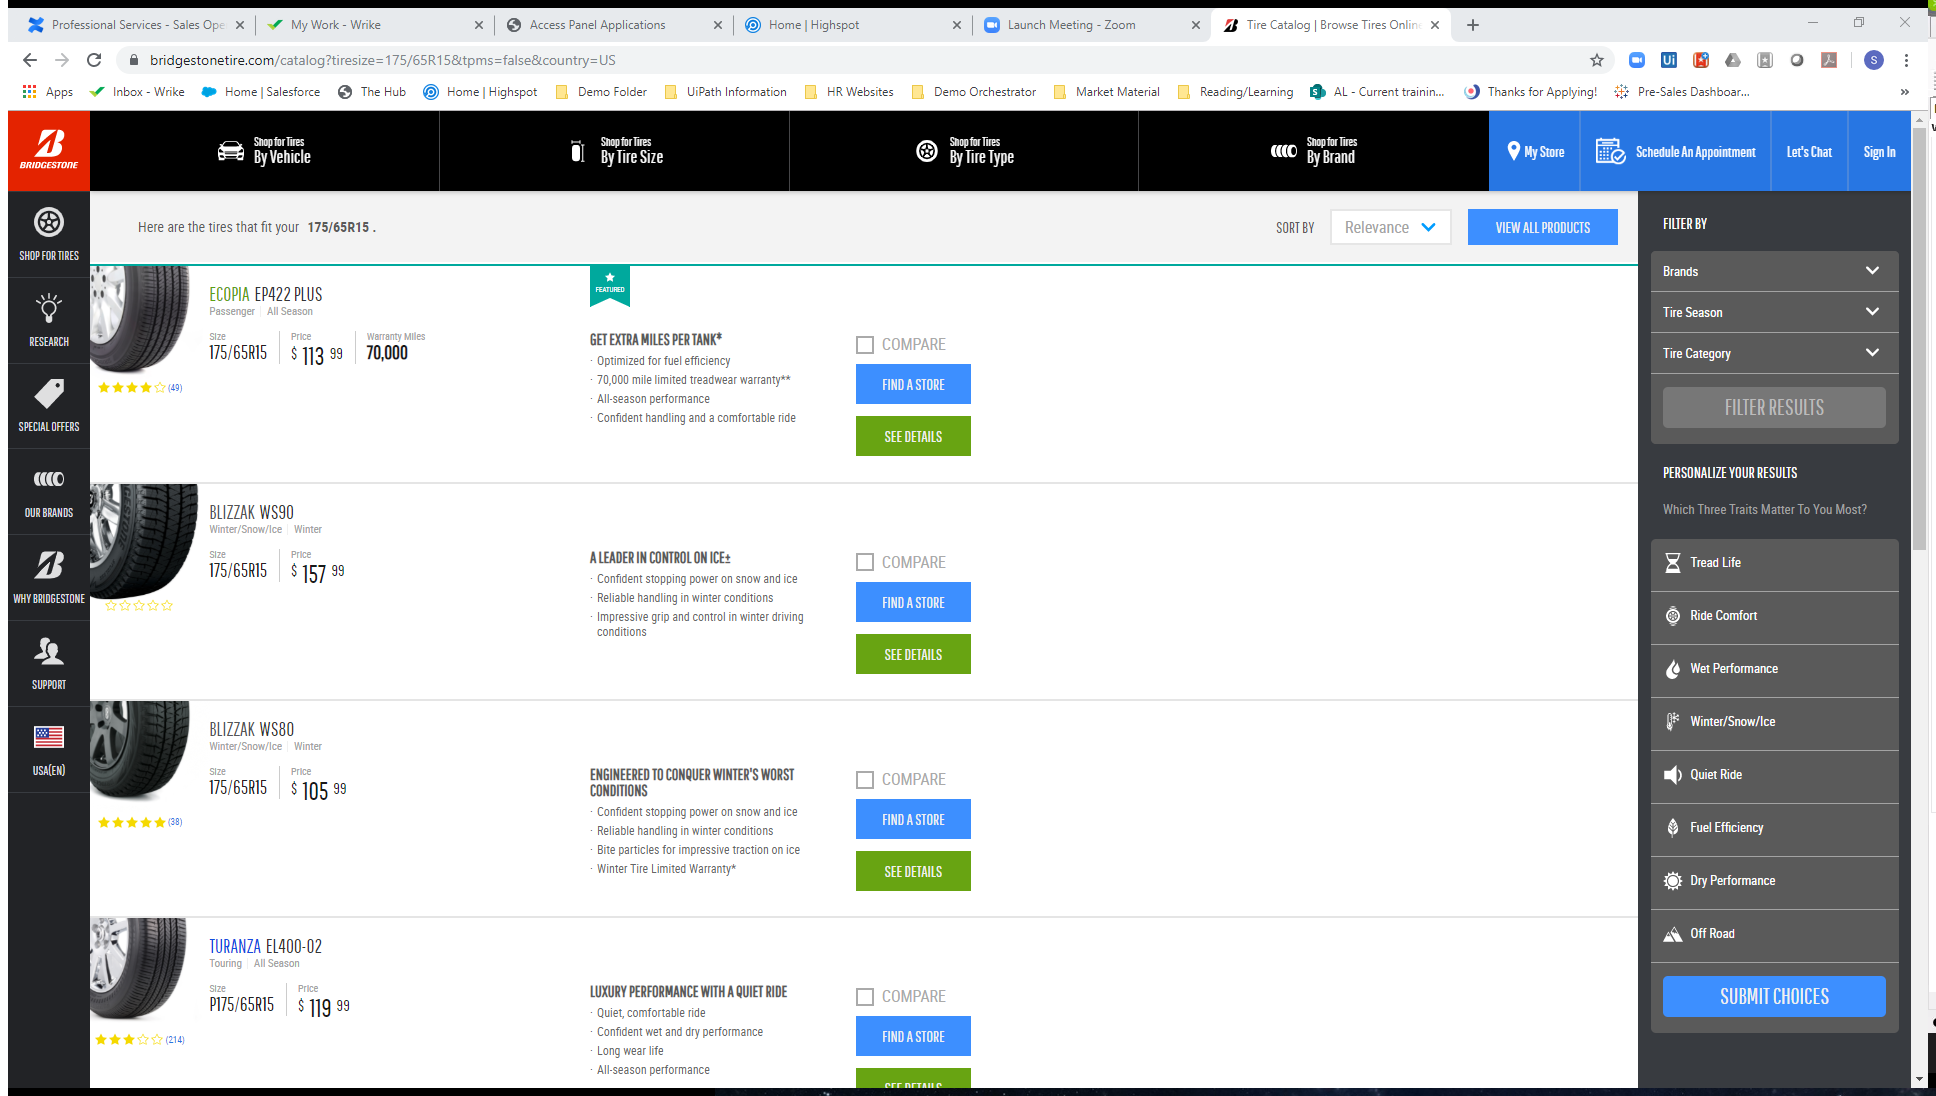 Professional Services - Sales Ope
My Work - Wrike
Access Panel Applications
Home | Highspot
Launch Meeting - Zoom
Tire Catalog | Browse Tires Online
bridgestonetire.com/catalog?tiresize=175/65R15&tpms=false&country=US
Apps
Inbox - Wrike
Home | Salesforce
The Hub
Home | Highspot
Demo Folder
UiPath Information
HR Websites
Demo Orchestrator
Market Material
Reading/Learning
AL - Current trainin...
Thanks for Applying!
Pre-Sales Dashboar...
BRIDGESTONE
Shop for Tires
By Vehicle
Shop for Tires
By Tire Size
Shop for Tires
By Tire Type
Shop for Tires
By Brand
My Store
Schedule An Appointment
Let's Chat
Sign In
SHOP FOR TIRES
RESEARCH
SPECIAL OFFERS
OUR BRANDS
WHY BRIDGESTONE
SUPPORT
USA(EN)
Here are the tires that fit your 175/65R15 .
SORT BY
Relevance
VIEW ALL PRODUCTS
ECOPIA EP422 PLUS
Passenger | All Season
Size
175/65R15
Price
$ 113 99
Warranty Miles
70,000
(49)
FEATURED
GET EXTRA MILES PER TANK*
· Optimized for fuel efficiency
· 70,000 mile limited treadwear warranty**
· All-season performance
· Confident handling and a comfortable ride
COMPARE
FIND A STORE
SEE DETAILS
BLIZZAK WS90
Winter/Snow/Ice | Winter
Size
175/65R15
Price
$ 157 99
A LEADER IN CONTROL ON ICE±
· Confident stopping power on snow and ice
· Reliable handling in winter conditions
· Impressive grip and control in winter driving
conditions
COMPARE
FIND A STORE
SEE DETAILS
BLIZZAK WS80
Winter/Snow/Ice | Winter
Size
175/65R15
Price
$ 105 99
(38)
ENGINEERED TO CONQUER WINTER'S WORST
CONDITIONS
· Confident stopping power on snow and ice
· Reliable handling in winter conditions
· Bite particles for impressive traction on ice
· Winter Tire Limited Warranty*
COMPARE
FIND A STORE
SEE DETAILS
TURANZA EL400-02
Touring | All Season
Size
P175/65R15
Price
$ 119 99
(214)
LUXURY PERFORMANCE WITH A QUIET RIDE
· Quiet, comfortable ride
· Confident wet and dry performance
· Long wear life
· All-season performance
COMPARE
FIND A STORE
SEE DETAILS
FILTER BY
Brands
Tire Season
Tire Category
FILTER RESULTS
PERSONALIZE YOUR RESULTS
Which Three Traits Matter To You Most?
Tread Life
Ride Comfort
Wet Performance
Winter/Snow/Ice
Quiet Ride
Fuel Efficiency
Dry Performance
Off Road
SUBMIT CHOICES